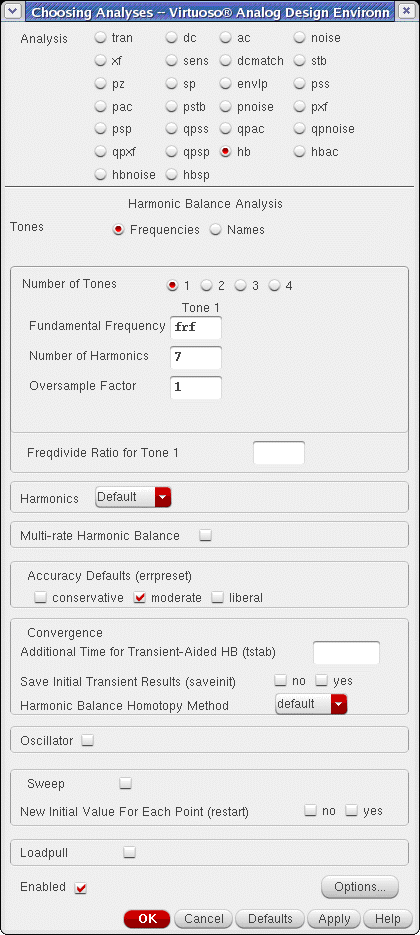 Choosing Analyses -- Virtuoso® Analog Design Environn
Analysis tran dc ac noise
xf sens dcmatch stb
pz sp envlp pss
pac pstb pnoise pxf
psp qpss qpac qpnoise
qpxf qpsp hb hbac
hbnoise hbsp
Harmonic Balance Analysis
Tones Frequencies Names
Number of Tones 1 2 3 4
Tone 1
Fundamental Frequency frf
Number of Harmonics 7
Oversample Factor 1
Freqdivide Ratio for Tone 1
Harmonics Default
Multi-rate Harmonic Balance
Accuracy Defaults (errpreset)
conservative moderate liberal
Convergence
Additional Time for Transient-Aided HB (tstab)
Save Initial Transient Results (saveinit) no yes
Harmonic Balance Homotopy Method default
Oscillator
Sweep
New Initial Value For Each Point (restart) no yes
Loadpull
Enabled Options...
OK Cancel Defaults Apply Help